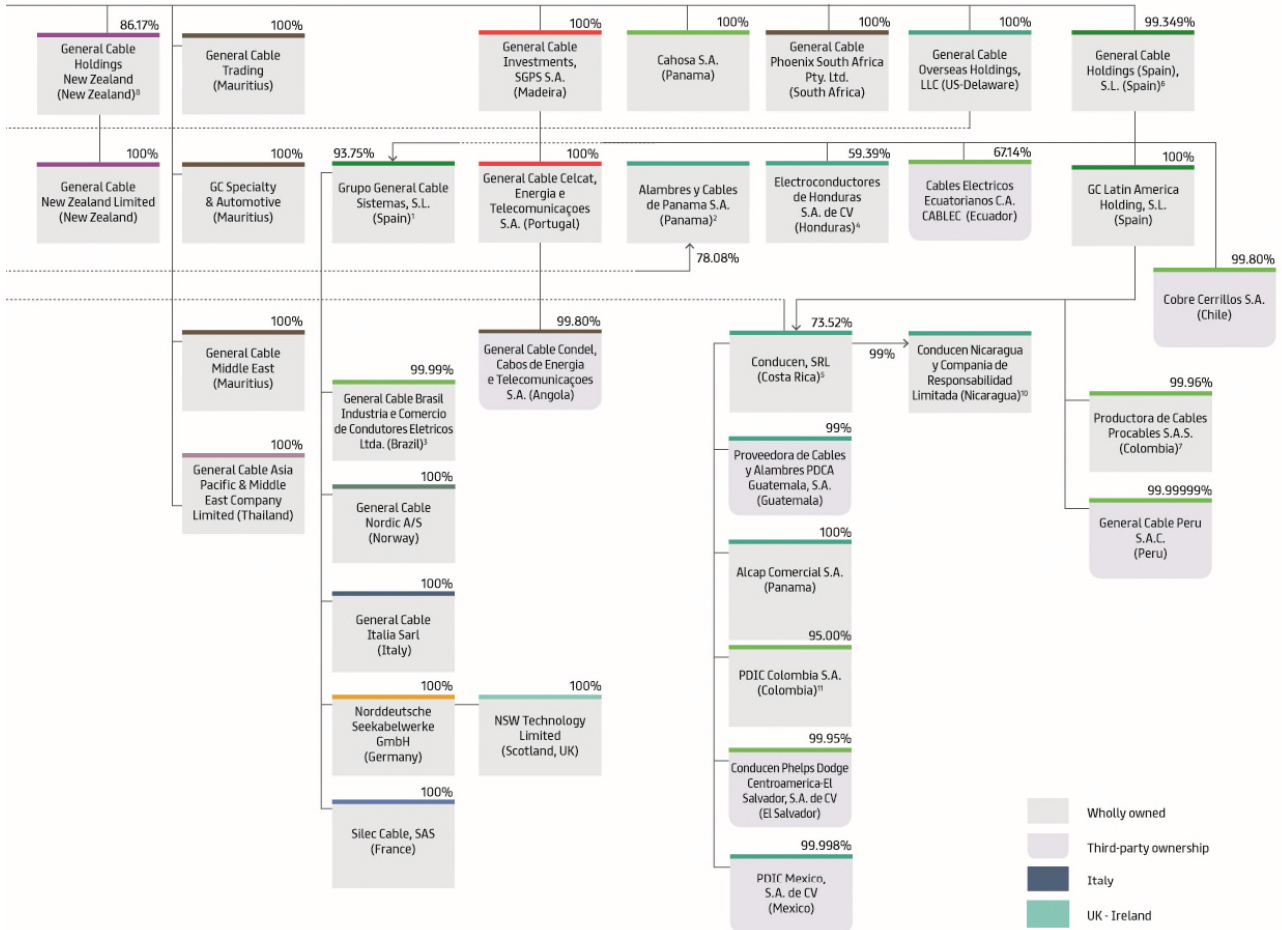 86.17%
General Cable
Holdings
New Zealand
(New Zealand)⁸
100%
General Cable
Trading
(Mauritius)
100%
General Cable
Investments,
SGPS S.A.
(Madeira)
100%
Cahosa S.A.
(Panama)
100%
General Cable
Phoenix South Africa
Pty. Ltd.
(South Africa)
100%
General Cable
Overseas Holdings,
LLC (US-Delaware)
99.349%
General Cable
Holdings (Spain),
S.L. (Spain)⁶
100%
General Cable
New Zealand Limited
(New Zealand)
100%
GC Specialty
& Automotive
(Mauritius)
93.75%
Grupo General Cable
Sistemas, S.L.
(Spain)¹
100%
General Cable Celcat,
Energia e
Telecomunicaçoes
S.A. (Portugal)
Alambres y Cables
de Panama S.A.
(Panama)²
78.08%
59.39%
Electroconductores
de Honduras
S.A. de CV
(Honduras)⁴
67.14%
Cables Electricos
Ecuatorianos C.A.
CABLEC (Ecuador)
100%
GC Latin America
Holding, S.L.
(Spain)
99.80%
Cobre Cerrillos S.A.
(Chile)
100%
General Cable
Middle East
(Mauritius)
99.99%
General Cable Brasil
Industria e Comercio
de Condutores Eletricos
Ltda. (Brazil)³
99.80%
General Cable Condel,
Cabos de Energia
e Telecomunicaçoes
S.A. (Angola)
73.52%
Conducen, SRL
(Costa Rica)⁵
99%
Conducen Nicaragua
y Compania de
Responsabilidad
Limitada (Nicaragua)¹⁰
99.96%
Productora de Cables
Procables S.A.S.
(Colombia)⁷
100%
General Cable Asia
Pacific & Middle
East Company
Limited (Thailand)
100%
General Cable
Nordic A/S
(Norway)
99%
Proveedora de Cables
y Alambres PDCA
Guatemala, S.A.
(Guatemala)
99.99999%
General Cable Peru
S.A.C.
(Peru)
100%
General Cable
Italia Sarl
(Italy)
100%
Alcap Comercial S.A.
(Panama)
95.00%
PDIC Colombia S.A.
(Colombia)¹¹
100%
Norddeutsche
Seekabelwerke
GmbH
(Germany)
100%
NSW Technology
Limited
(Scotland, UK)
99.95%
Conducen Phelps Dodge
Centroamerica-El
Salvador, S.A. de CV
(El Salvador)
100%
Silec Cable, SAS
(France)
99.998%
PDIC Mexico,
S.A. de CV
(Mexico)
Wholly owned
Third-party ownership
Italy
UK - Ireland